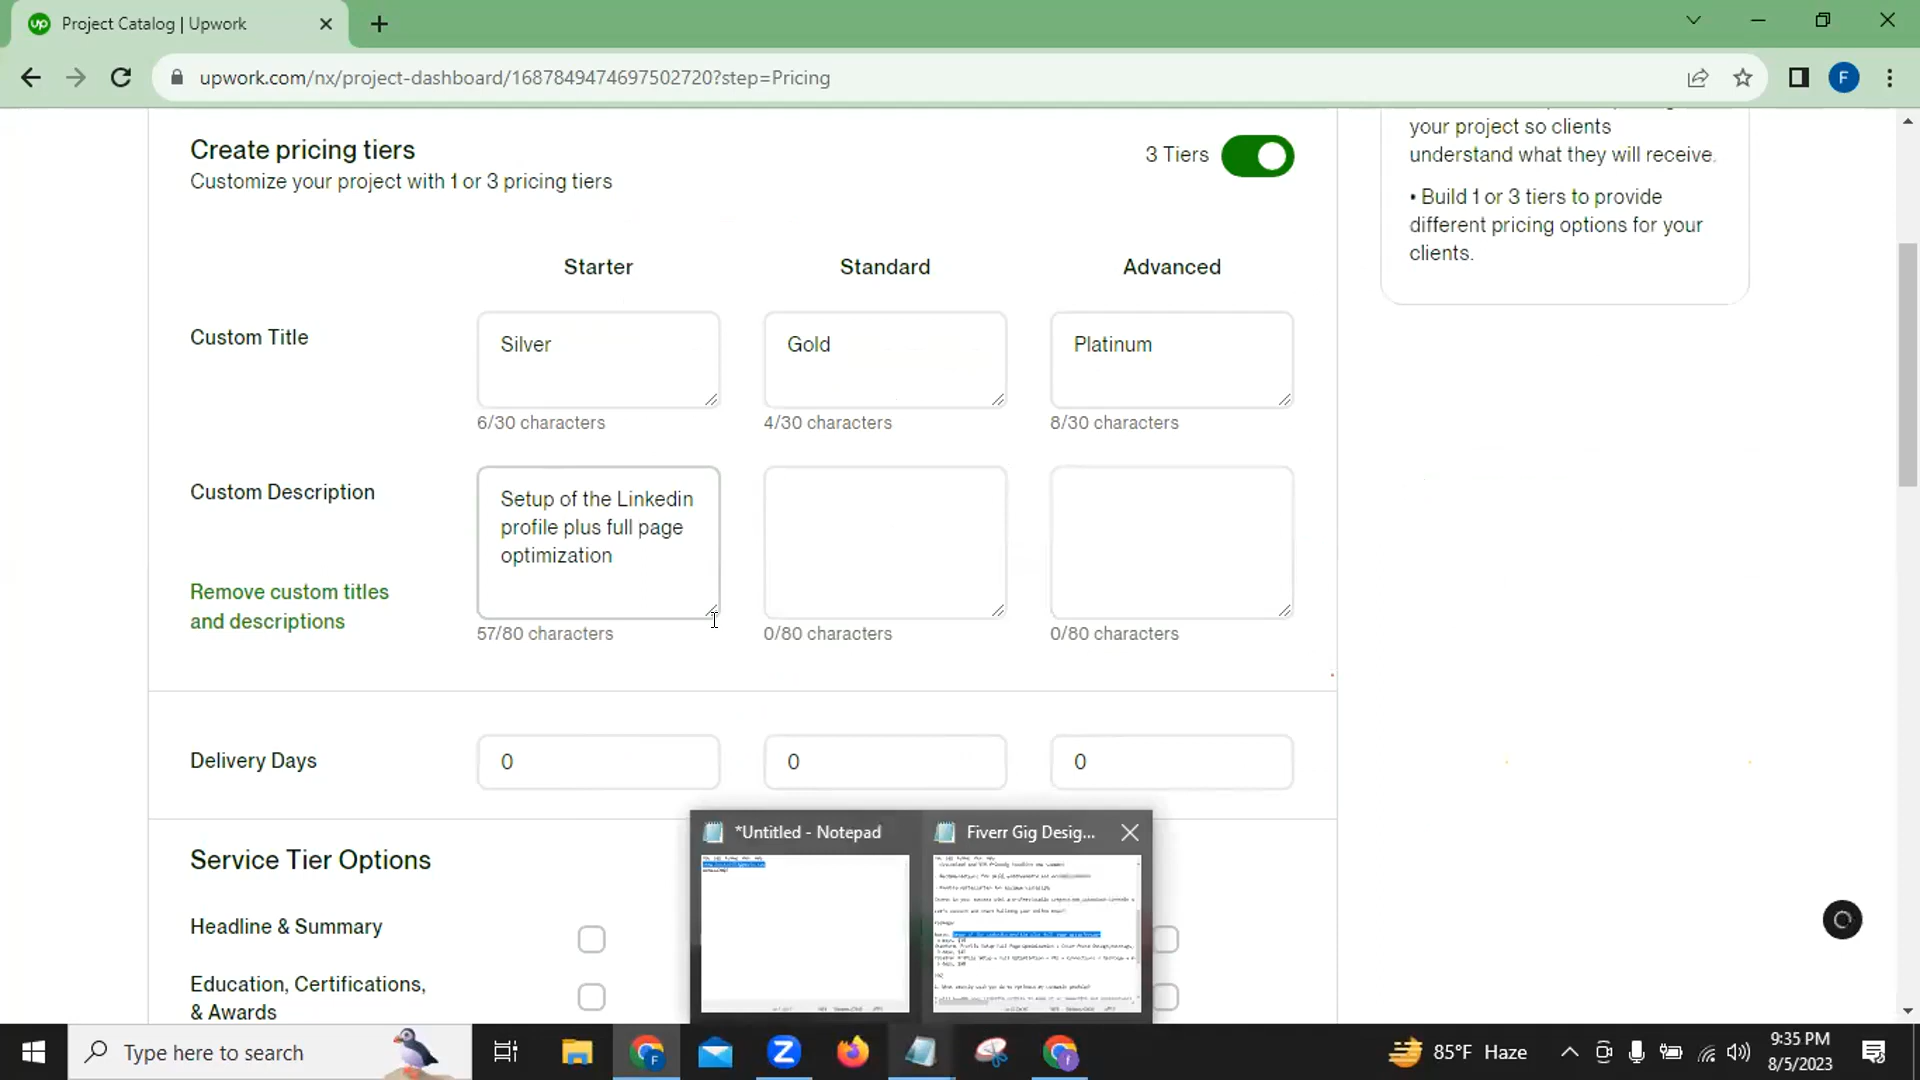 Project Catalog | Upwork
upwork.com/nx/project-dashboard/1687849474697502720?step=Pricing
F
Create pricing tiers
Customize your project with 1 or 3 pricing tiers
3 Tiers
your project so clients
understand what they will receive.
• Build 1 or 3 tiers to provide
different pricing options for your
clients.
Starter
Standard
Advanced
Custom Title
Silver
Gold
Platinum
6/30 characters
4/30 characters
8/30 characters
Custom Description
Setup of the Linkedin
profile plus full page
optimization
Remove custom titles
and descriptions
57/80 characters
0/80 characters
0/80 characters
Delivery Days
0
0
0
*Untitled - Notepad
Fiverr Gig Desig...
Service Tier Options
Headline & Summary
Education, Certifications,
& Awards
Type here to search
85°F Haze
9:35 PM
8/5/2023